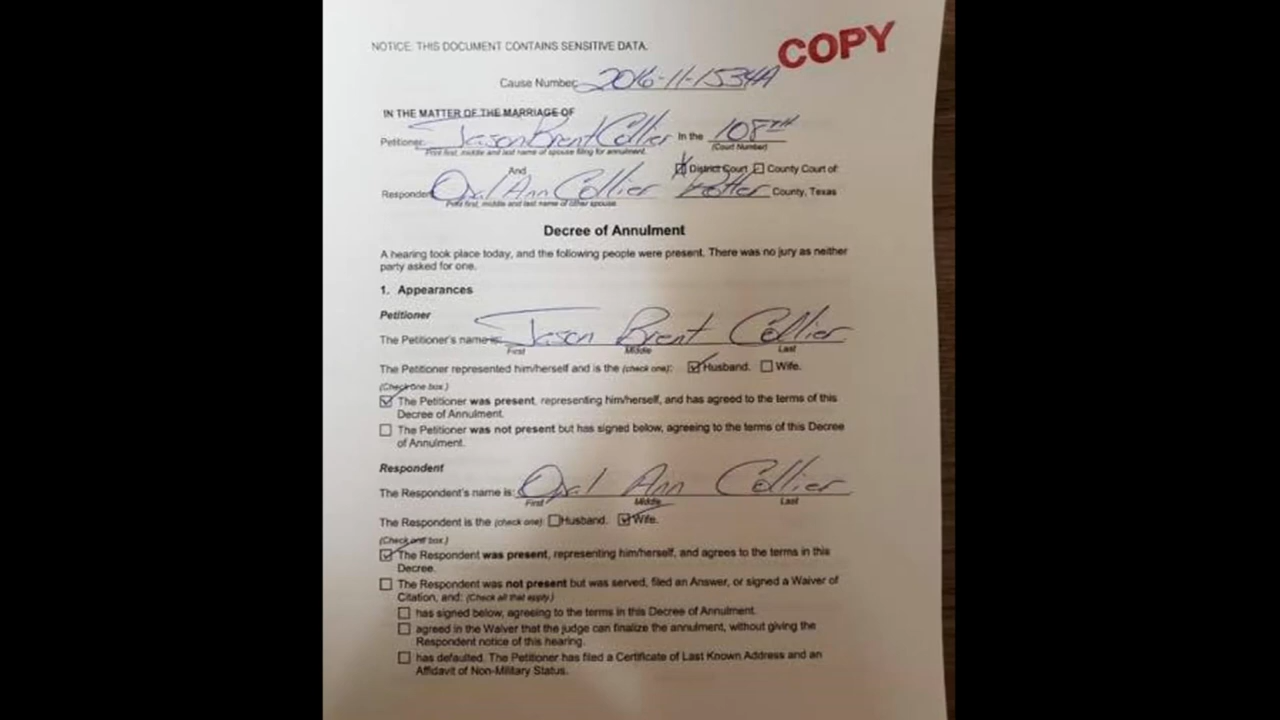 NOTICE: THIS DOCUMENT CONTAINS SENSITIVE DATA.
COPY
Cause Number: 2016-11-1534A
IN THE MATTER OF THE MARRIAGE OF
Petitioner: Jason Brent Collier In the 108TH
Print first, middle and last name of spouse filing for annulment. (Court Number)
And District Court County Court of
Respondent Opal Ann Collier Potter County, Texas
Print first, middle and last name of other spouse.
Decree of Annulment
A hearing took place today, and the following people were present. There was no jury as neither
party asked for one.
1. Appearances
Petitioner
The Petitioner's name is: Jason Brent Collier
First Middle Last
The Petitioner represented him/herself and is the (check one): Husband. Wife.
(Check one box.)
The Petitioner was present, representing him/herself, and has agreed to the terms of this
Decree of Annulment.
The Petitioner was not present but has signed below, agreeing to the terms of this Decree
of Annulment.
Respondent
The Respondent's name is: Opal Ann Collier
First Middle Last
The Respondent is the (check one) Husband. Wife.
(Check one box.)
The Respondent was present, representing him/herself, and agrees to the terms in this
Decree.
The Respondent was not present but was served, filed an Answer, or signed a Waiver of
Citation, and: (Check all that apply.)
has signed below, agreeing to the terms in this Decree of Annulment.
agreed in the Waiver that the judge can finalize the annulment, without giving the
Respondent notice of this hearing.
has defaulted. The Petitioner has filed a Certificate of Last Known Address and an
Affidavit of Non-Military Status.